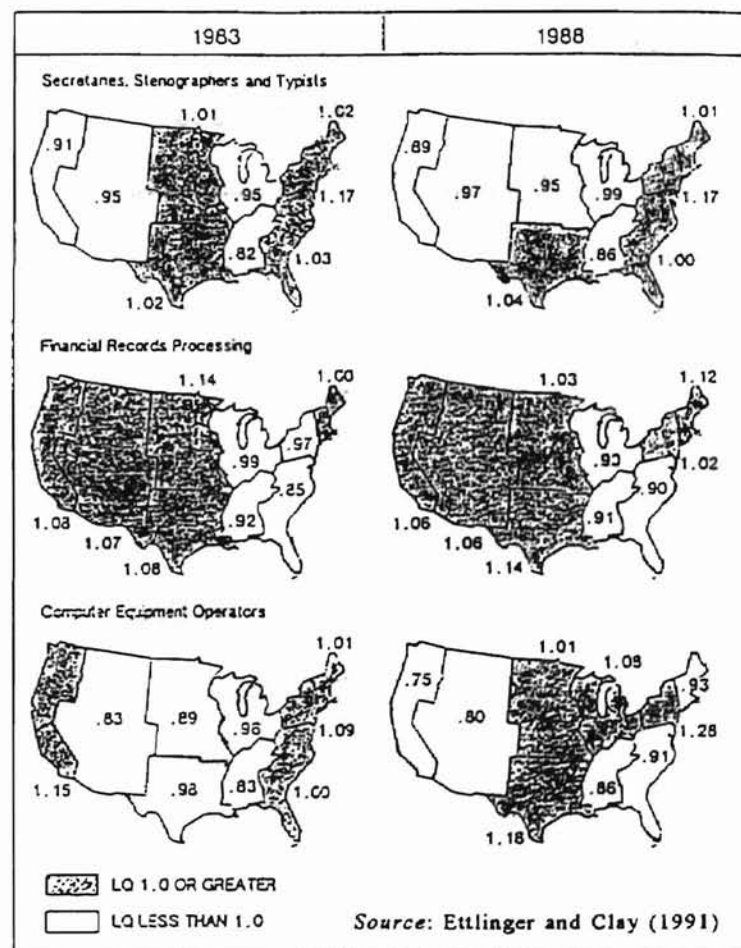 1983 1988
Secretaries, Stenographers and Typists
1.01 1.02 1.01
.91 .89
.95 .95 1.17 .97 .95 .99 1.17
.82 1.03 .86 1.00
1.02 1.04
Financial Records Processing
1.14 1.00 1.03 1.12
.99 .97 .93 1.02
.92 .85 .91 .90
1.08 1.07 1.08 1.06 1.06 1.14
Computer Equipment Operators
1.01 1.01 1.08
.75 .93
.83 .89 .98 1.09 .80 1.28
1.15 .98 .83 1.00 .86 .91
1.18
LQ 1.0 OR GREATER
LQ LESS THAN 1.0 Source: Ettlinger and Clay (1991)